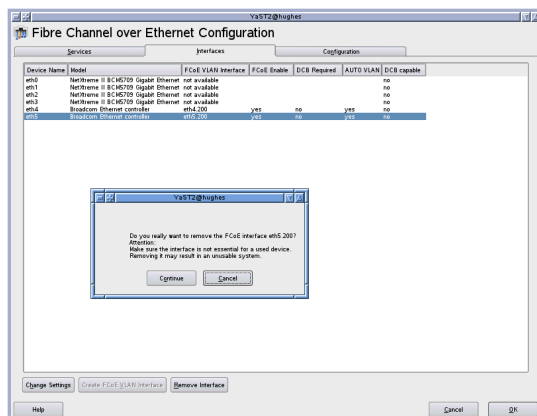 YaST2@hughes
Fibre Channel over Ethernet Configuration
Services Interfaces Configuration
Device Name Model FCoE VLAN Interface FCoE Enable DCB Required AUTO VLAN DCB capable
eth0 NetXtreme II BCM5709 Gigabit Ethernet not available no
eth1 NetXtreme II BCM5709 Gigabit Ethernet not available no
eth2 NetXtreme II BCM5709 Gigabit Ethernet not available no
eth3 NetXtreme II BCM5709 Gigabit Ethernet not available no
eth4 Broadcom Ethernet controller eth4.200 yes no yes no
eth5 Broadcom Ethernet controller eth5.200 yes no yes no
YaST2@hughes
Do you really want to remove the FCoE interface eth5.200?
Attention:
Make sure the interface is not essential for a used device.
Removing it may result in an unusable system.
Continue Cancel
Change Settings Create FCoE VLAN Interface Remove Interface
Help Cancel OK